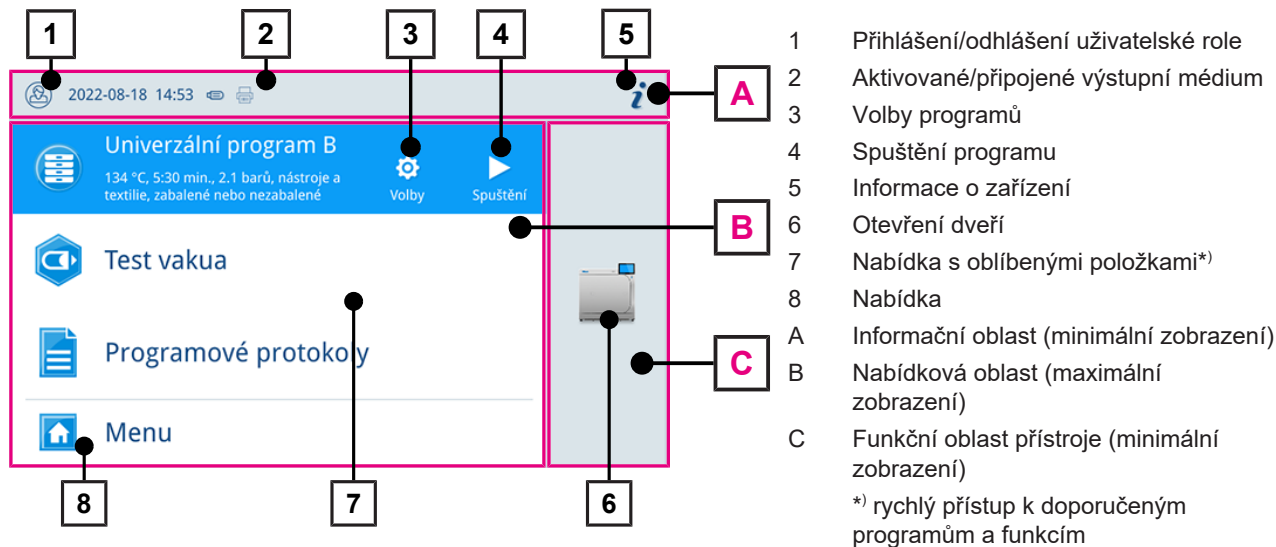 1 2 3 4 5
2022-08-18 14:53
i
A
Univerzální program B
134 °C, 5:30 min., 2.1 barů, nástroje a
textilie, zabalené nebo nezabalené
Volby
Spuštění
B
Test vakua
Programové protokoly
C
Menu
8 7 6
1 Přihlášení/odhlášení uživatelské role
2 Aktivované/připojené výstupní médium
3 Volby programů
4 Spuštění programu
5 Informace o zařízení
6 Otevření dveří
7 Nabídka s oblíbenými položkami*)
8 Nabídka
A Informační oblast (minimální zobrazení)
B Nabídková oblast (maximální
zobrazení)
C Funkční oblast přístroje (minimální
zobrazení)
*) rychlý přístup k doporučeným
programům a funkcím